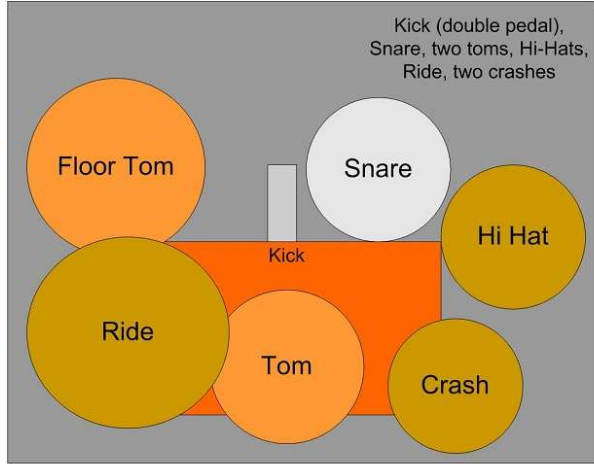 Kick (double pedal),
Snare, two toms, Hi-Hats,
Ride, two crashes
Floor Tom
Snare
Hi Hat
Kick
Ride
Tom
Crash